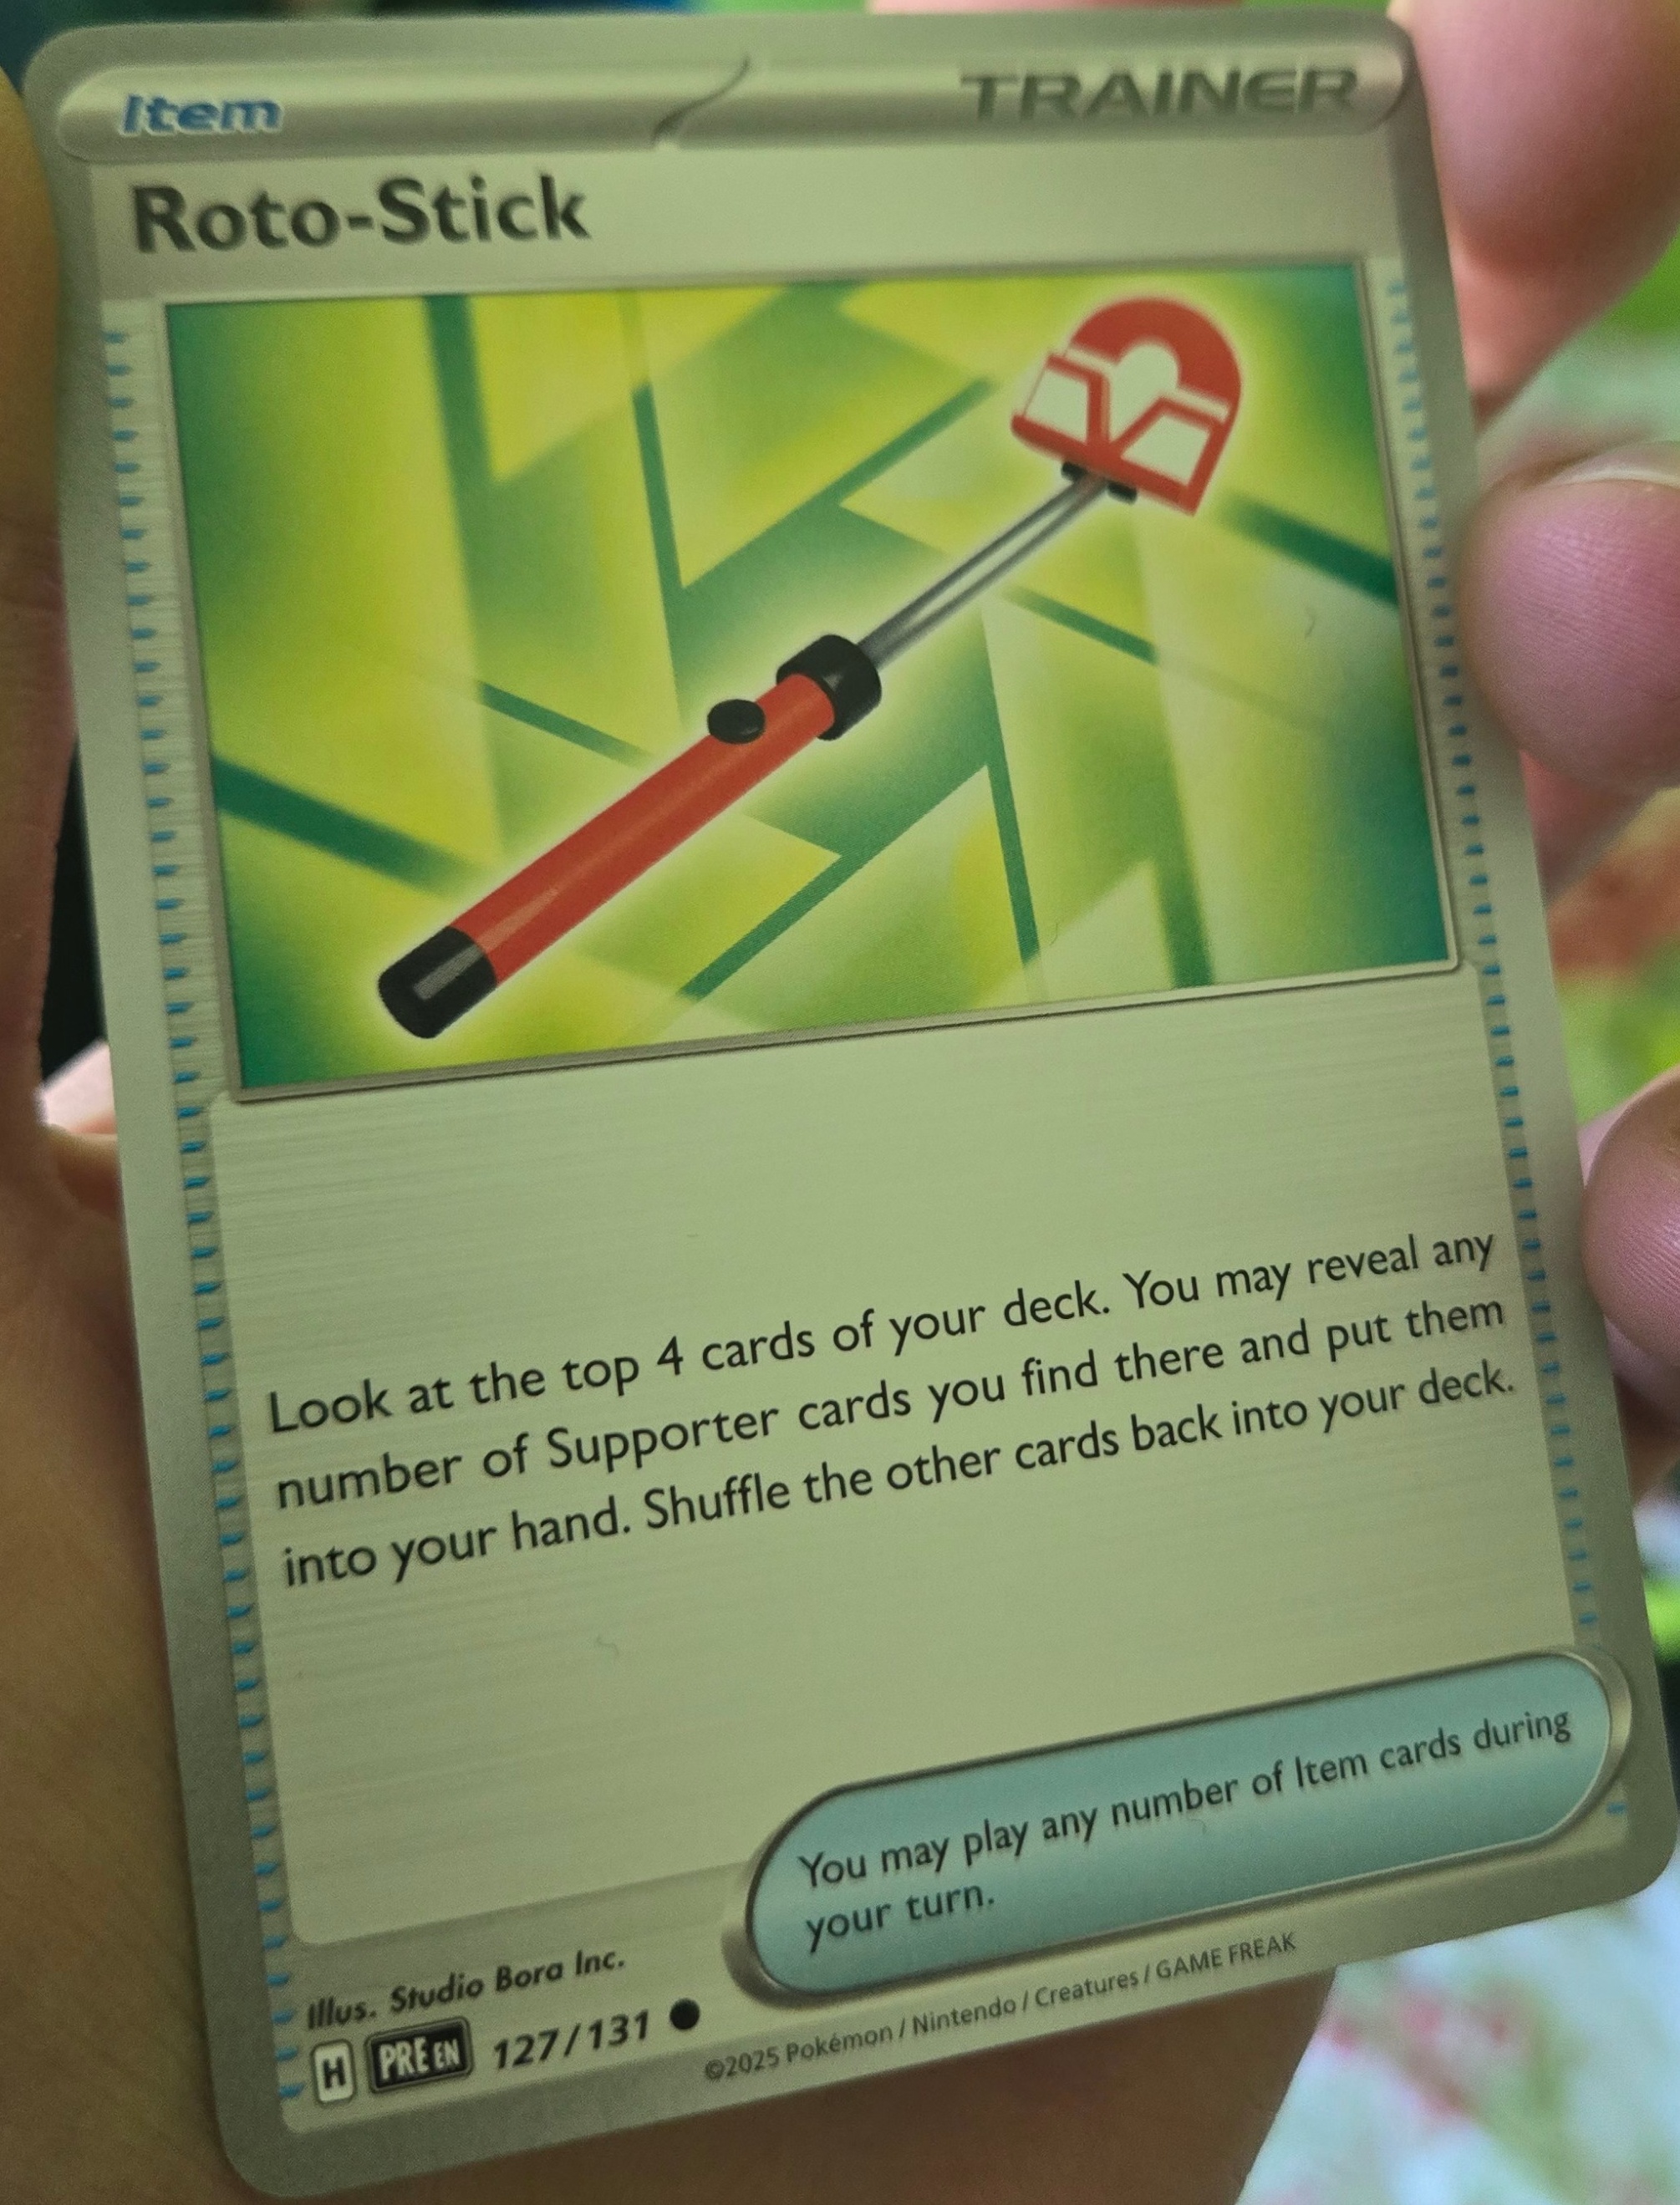 Item
TRAINER
Roto-Stick
Look at the top 4 cards of your deck. You may reveal any
number of Supporter cards you find there and put them
into your hand. Shuffle the other cards back into your deck.
You may play any number of Item cards during
your turn.
Illus. Studio Bora Inc.
H PRE EN 127/131
©2025 Pokémon / Nintendo / Creatures / GAME FREAK